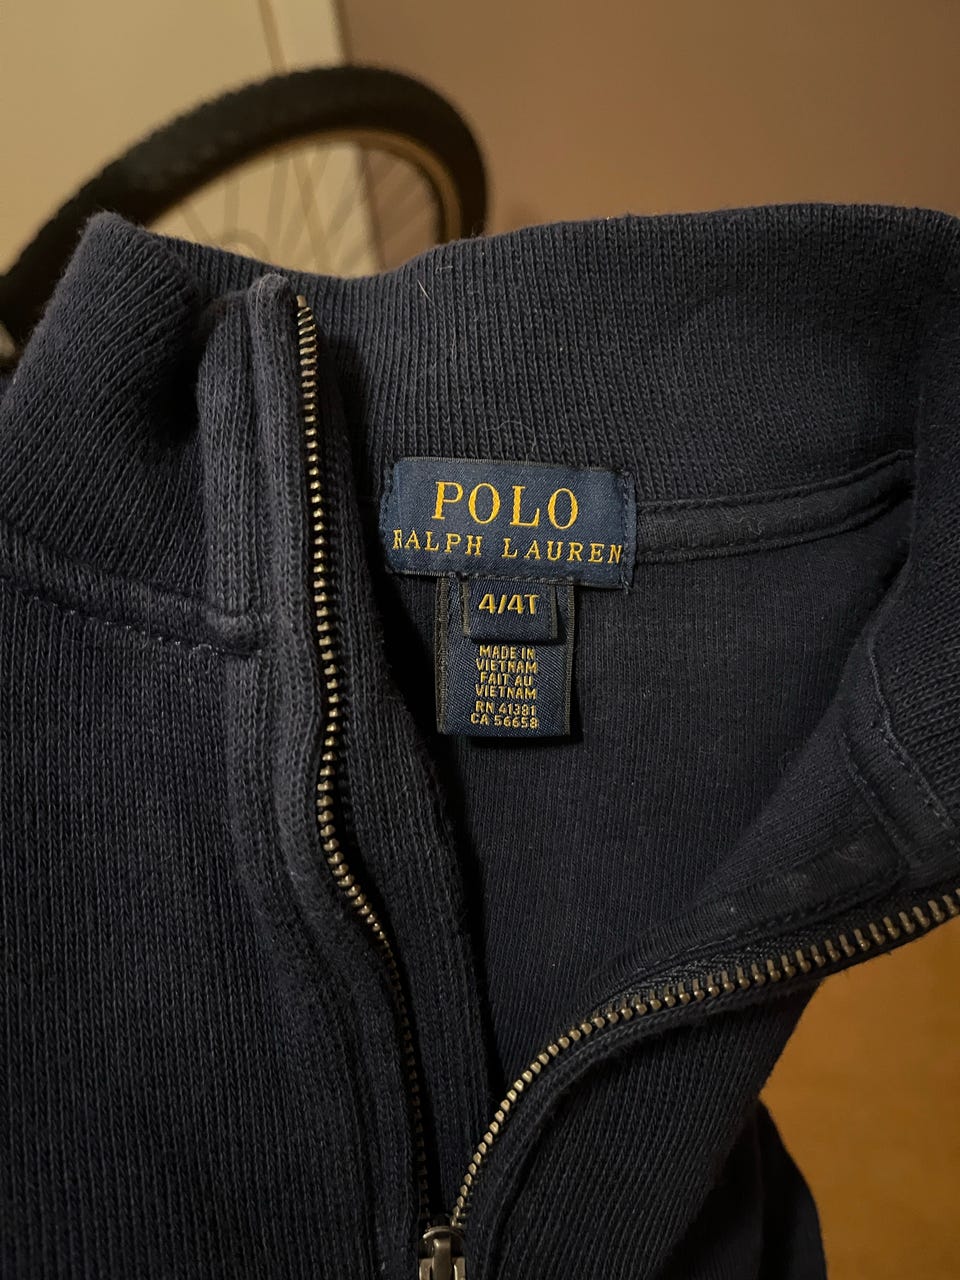 POLO
RALPH LAUREN
4/4T
MADE IN
VIETNAM
FAIT AU
VIETNAM
RN 41381
CA 56658